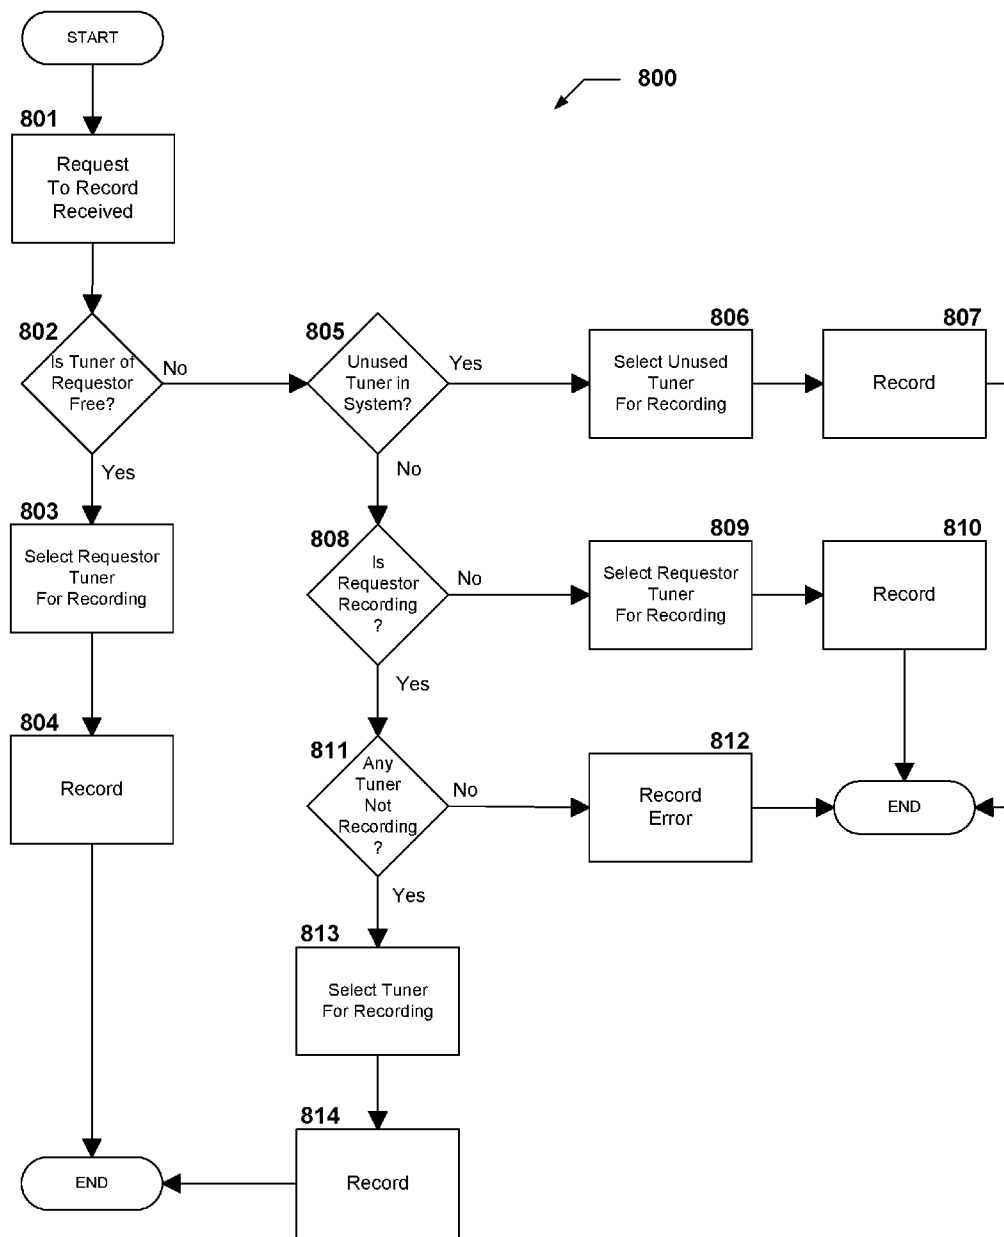 START
800
801
Request
To Record
Received
802
Is Tuner of
Requestor
Free?
No
Yes
803
Select Requestor
Tuner
For Recording
804
Record
END
805
Unused
Tuner in
System?
Yes
No
806
Select Unused
Tuner
For Recording
807
Record
808
Is
Requestor
Recording
?
No
Yes
809
Select Requestor
Tuner
For Recording
810
Record
811
Any
Tuner
Not
Recording
?
No
Yes
812
Record
Error
END
813
Select Tuner
For Recording
814
Record